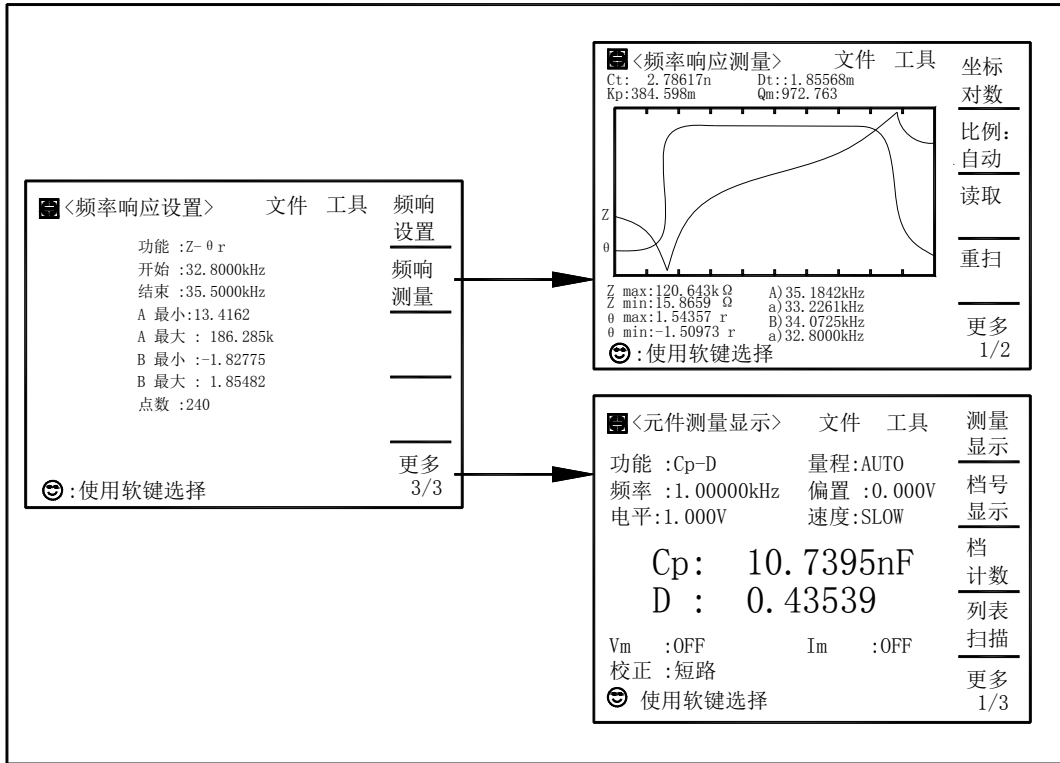 <频率响应设置> 文件 工具
频响
设置
频响
测量
功能 :Z-θr
开始 :32.8000kHz
结束 :35.5000kHz
A 最小:13.4162
A 最大 : 186.285k
B 最小 :-1.82775
B 最大 : 1.85482
点数 :240
更多
3/3
:使用软键选择
<频率响应测量> 文件 工具
Ct: 2.78617n Dt::1.85568m
Kp:384.598m Qm:972.763
坐标
对数
比例:
自动
读取
重扫
更多
1/2
Z
θ
Z max:120.643kΩ A)35.1842kHz
Z min:15.8659 Ω a)33.2261kHz
θ max:1.54357 r B)34.0725kHz
θ min:-1.50973 r a)32.8000kHz
:使用软键选择
<元件测量显示> 文件 工具
测量
显示
档号
显示
档
计数
列表
扫描
更多
1/3
功能 :Cp-D 量程:AUTO
频率 :1.00000kHz 偏置 :0.000V
电平:1.000V 速度:SLOW
Cp: 10.7395nF
D : 0.43539
Vm :OFF Im :OFF
校正 :短路
使用软键选择